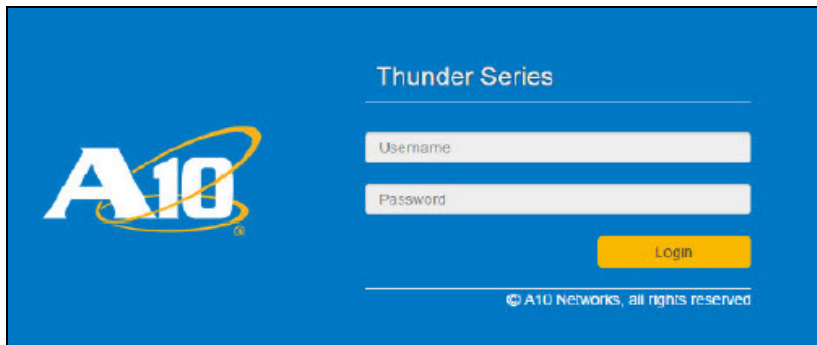 Thunder Series
A10
®
Username
Password
Login
© A10 Networks, all rights reserved